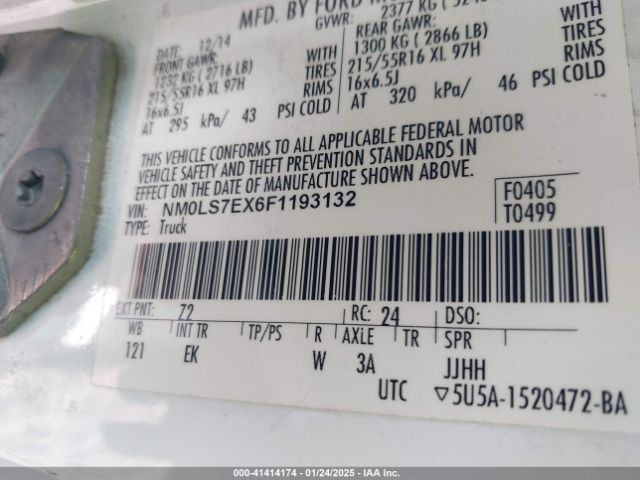 MFD. BY FORD
GVWR: 2377 KG
DATE: 12/14
FRONT GAWR: WITH
1232 KG (2716 LB) TIRES
215/55R16 XL 97H RIMS
16x6.5J
AT 295 kPa/ 43 PSI COLD
REAR GAWR: WITH
1300 KG (2866 LB) TIRES
215/55R16 XL 97H RIMS
16x6.5J
AT 320 kPa/ 46 PSI COLD
THIS VEHICLE CONFORMS TO ALL APPLICABLE FEDERAL MOTOR
VEHICLE SAFETY AND THEFT PREVENTION STANDARDS IN
EFFECT ON THE DATE OF MANUFACTURE SHOWN ABOVE.
VIN: NM0LS7EX6F1193132
TYPE: Truck
F0405
T0499
EXT PNT: Z2 RC: 24 DSO:
WB INT TR TP/PS R AXLE TR SPR
121 EK W 3A JJHH
UTC ▽5U5A-1520472-BA
000-41414174 - 01/24/2025 - IAA Inc.